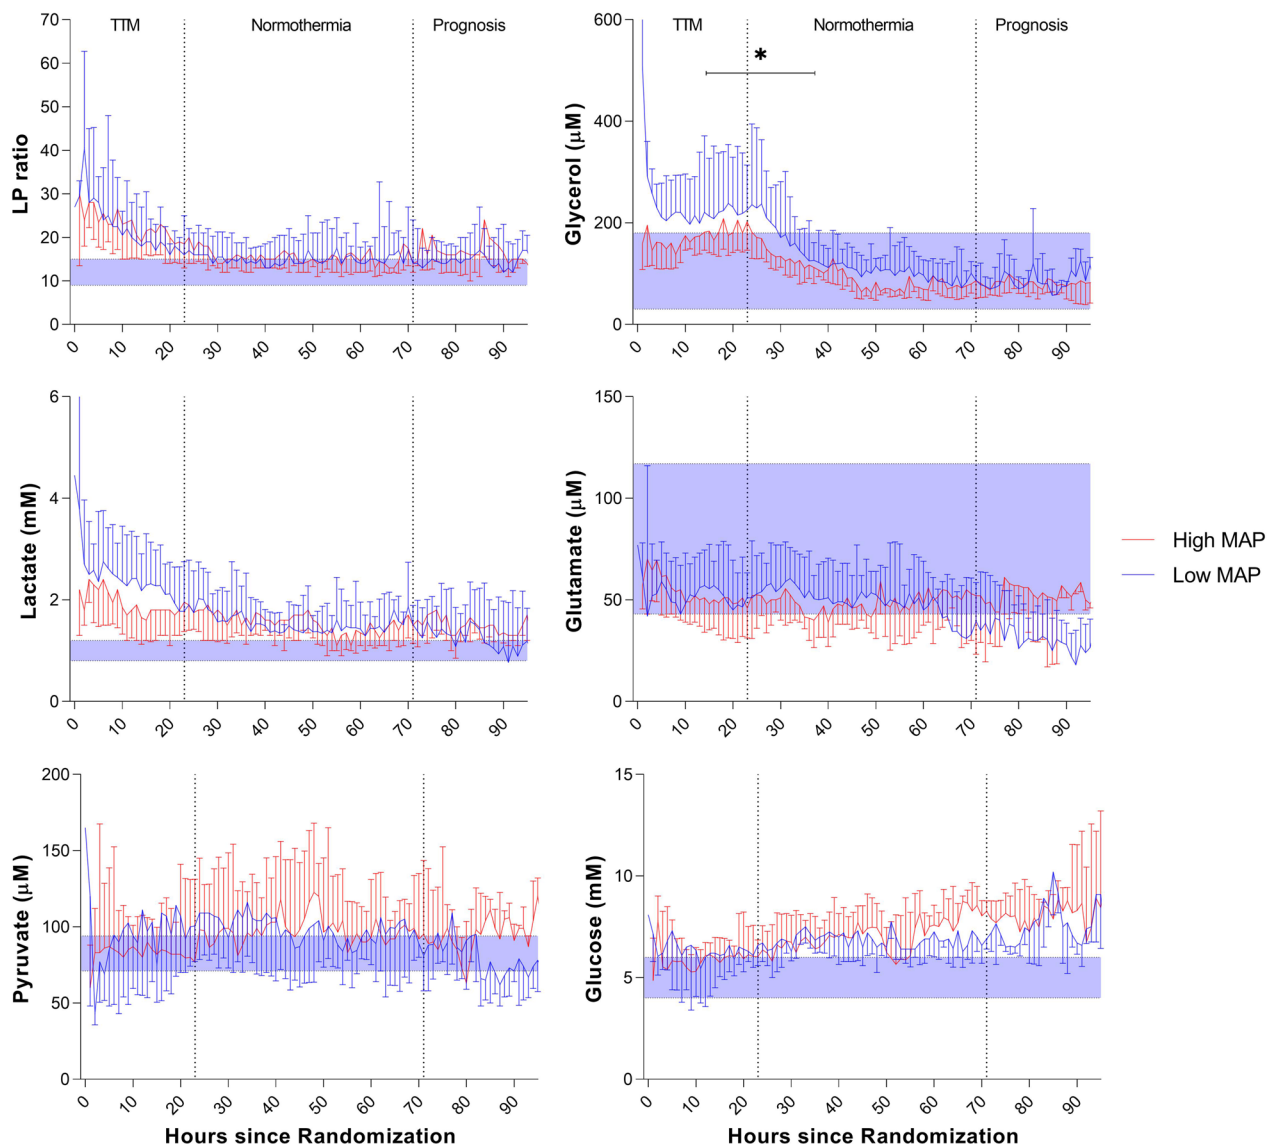 TTM Normothermia Prognosis
LP ratio
70
60
50
40
30
20
10
0
0 10 20 30 40 50 60 70 80 90
TTM Normothermia Prognosis
*
Glycerol (μM)
600
400
200
0
0 10 20 30 40 50 60 70 80 90
Lactate (mM)
6
4
2
0
0 10 20 30 40 50 60 70 80 90
Glutamate (μM)
150
100
50
0
0 10 20 30 40 50 60 70 80 90
High MAP
Low MAP
Pyruvate (μM)
200
150
100
50
0
0 10 20 30 40 50 60 70 80 90
Hours since Randomization
Glucose (mM)
15
10
5
0
0 10 20 30 40 50 60 70 80 90
Hours since Randomization